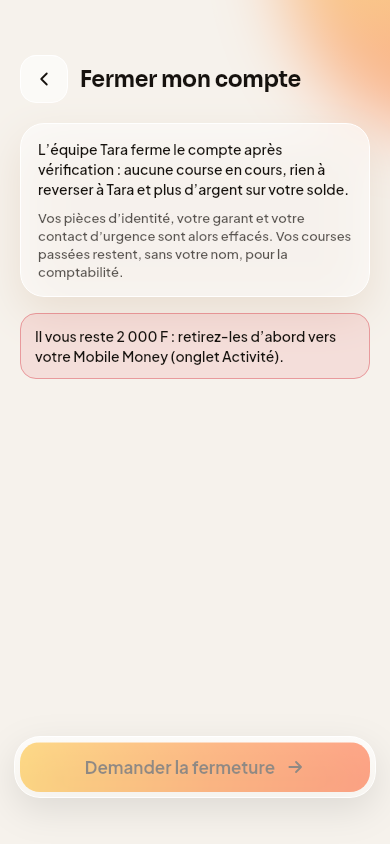 Fermer mon compte
L’équipe Tara ferme le compte après
vérification : aucune course en cours, rien à
reverser à Tara et plus d’argent sur votre solde.
Vos pièces d’identité, votre garant et votre
contact d’urgence sont alors effacés. Vos courses
passées restent, sans votre nom, pour la
comptabilité.
Il vous reste 2 000 F : retirez-les d’abord vers
votre Mobile Money (onglet Activité).
Demander la fermeture →